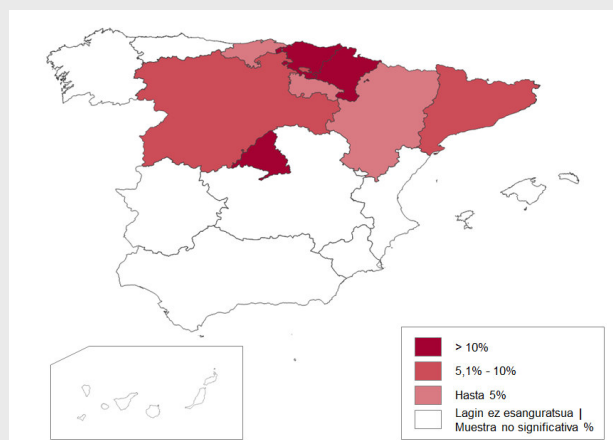 > 10%
5,1% - 10%
Hasta 5%
Lagin ez esanguratsua |
Muestra no significativa %